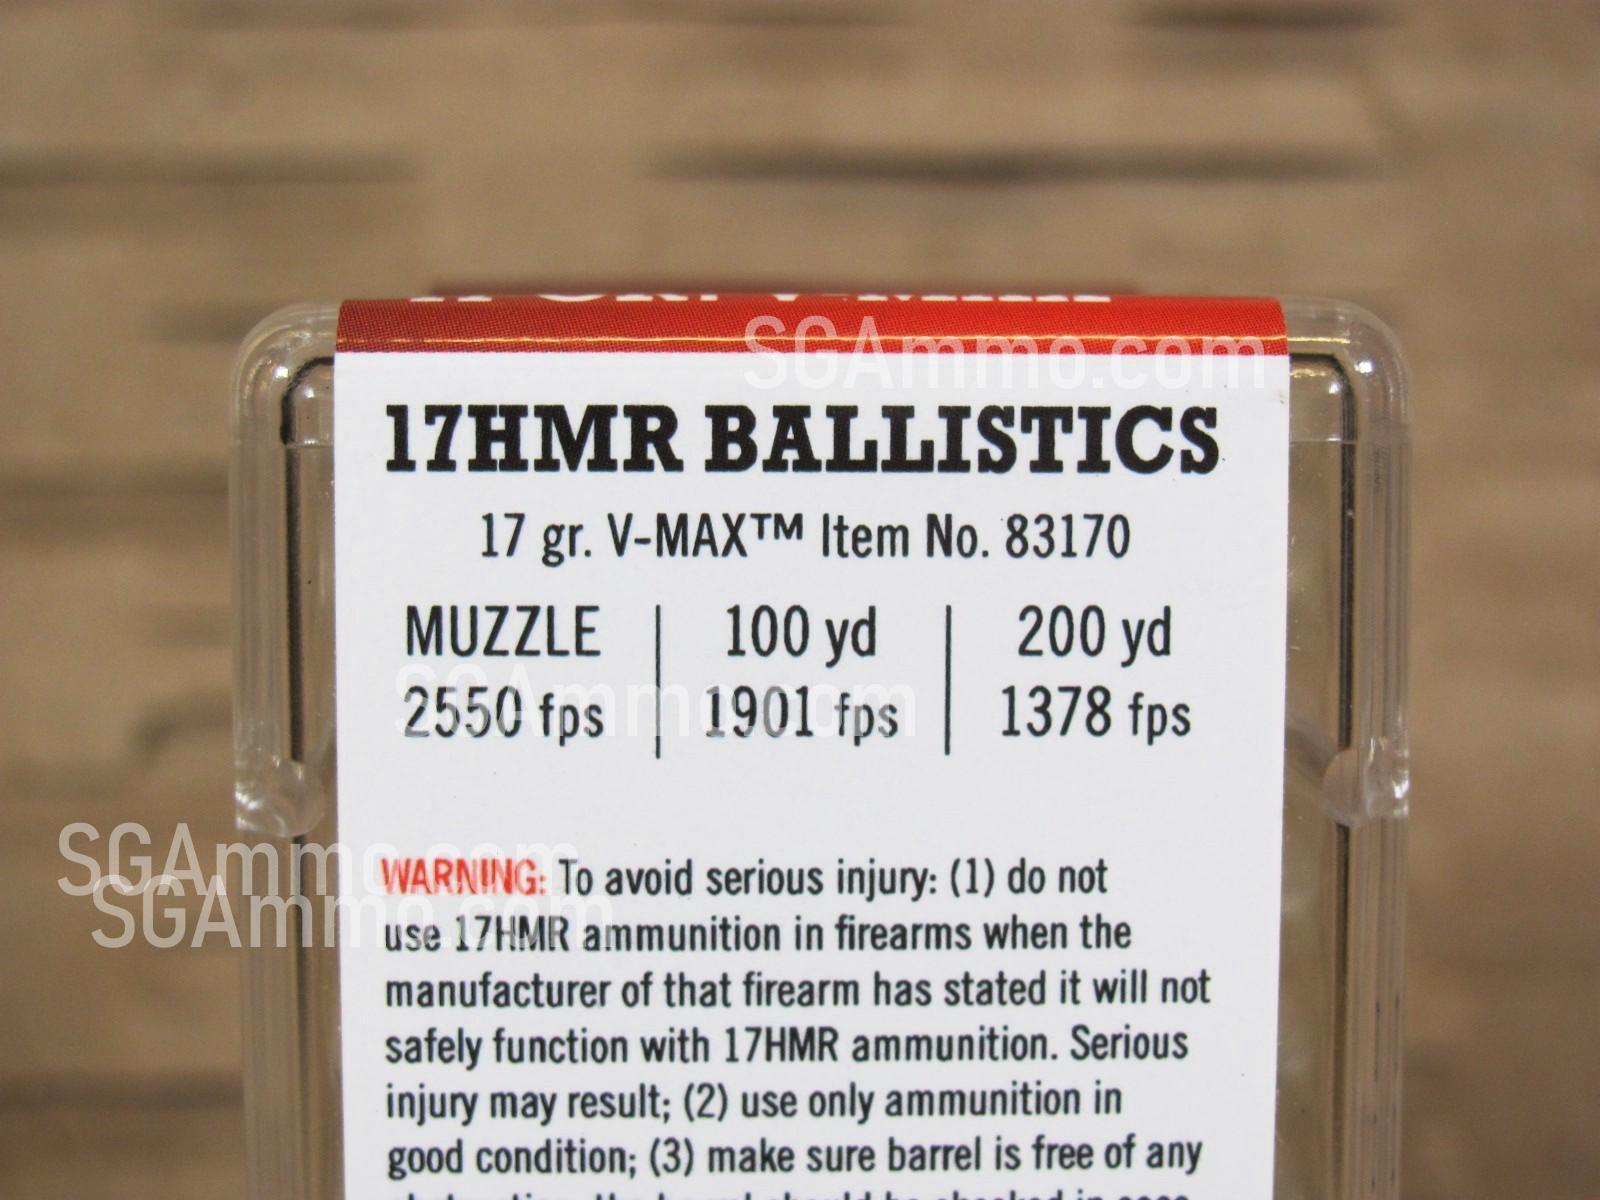 17 GR. V-MAX
SGAmmo.com
17HMR BALLISTICS
17 gr. V-MAX™ Item No. 83170
MUZZLE | 100 yd | 200 yd
2550 fps | 1901 fps | 1378 fps
SGAmmo.com
SGAmmo.com
WARNING: To avoid serious injury: (1) do not
SGAmmo.com
use 17HMR ammunition in firearms when the
manufacturer of that firearm has stated it will not
safely function with 17HMR ammunition. Serious
injury may result; (2) use only ammunition in
good condition; (3) make sure barrel is free of any